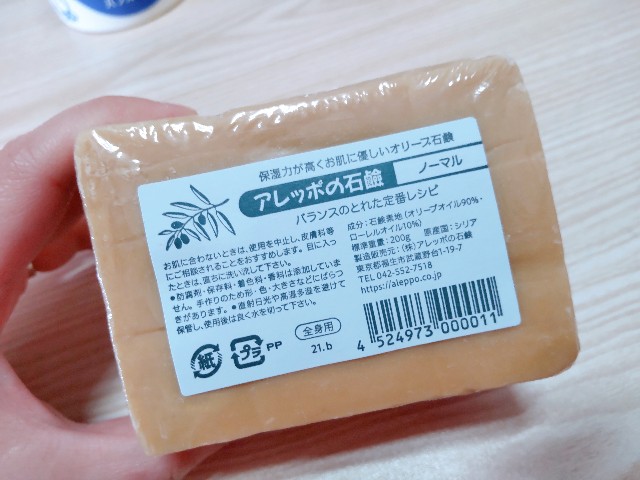 保湿力が高くお肌に優しいオリーブ石鹸
アレッポの石鹸
ノーマル
バランスのとれた定番レシピ
お肌に合わないときは、使用を中止し、皮膚科等
にご相談されることをおすすめします。目に入っ
たときは、直ちに洗い流して下さい。
●防腐剤・保存料・着色料・香料は添加していま
せん。手作りのため形・色・大きさなどにばらつ
きがあります。●直射日光や高温多湿を避けて
保管し、使用後は良く水を切って下さい。
成分:石鹸素地(オリーブオイル90%・
ローレルオイル10%)
標準重量:200g 原産国:シリア
製造販売元:(株)アレッポの石鹸
東京都福生市武蔵野台1-19-7
TEL 042-552-7518
https://aleppo.co.jp
紙
プラ
PP
全身用
21.b
4 524973 000011